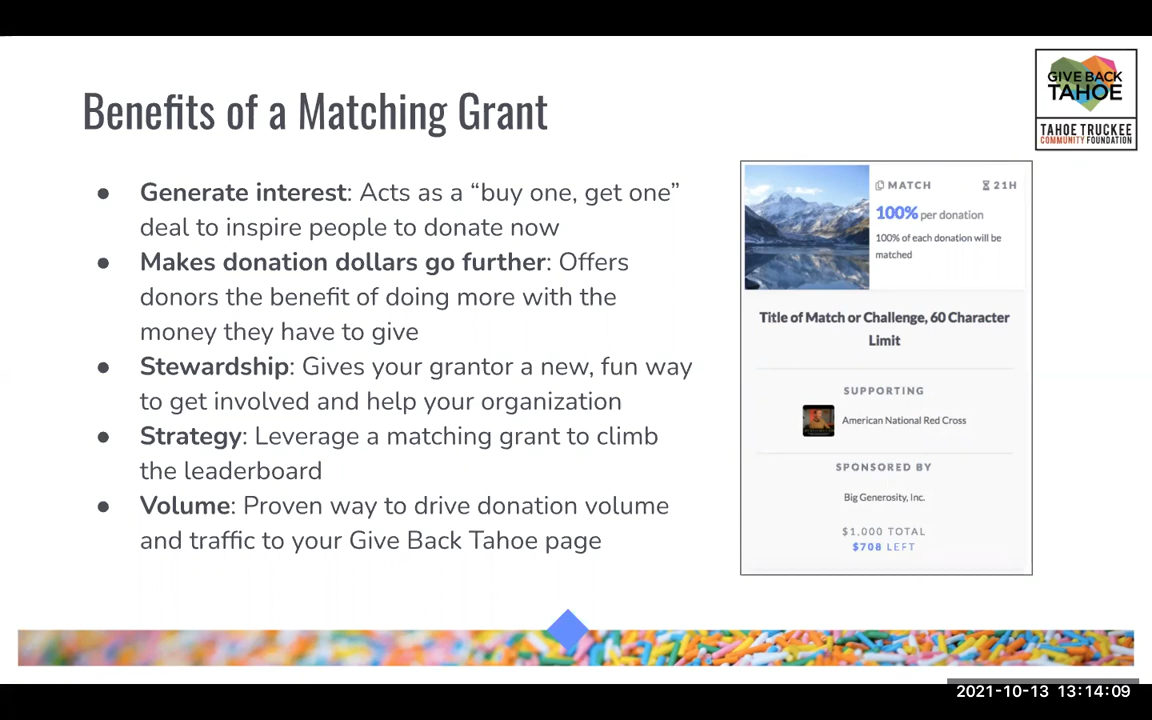 GIVE BACK
TAHOE
TAHOE TRUCKEE
COMMUNITY FOUNDATION
Benefits of a Matching Grant
● Generate interest: Acts as a “buy one, get one”
deal to inspire people to donate now
● Makes donation dollars go further: Offers
donors the benefit of doing more with the
money they have to give
● Stewardship: Gives your grantor a new, fun way
to get involved and help your organization
● Strategy: Leverage a matching grant to climb
the leaderboard
● Volume: Proven way to drive donation volume
and traffic to your Give Back Tahoe page
MATCH 21H
100% per donation
100% of each donation will be
matched
Title of Match or Challenge, 60 Character
Limit
SUPPORTING
American National Red Cross
SPONSORED BY
Big Generosity, Inc.
$1,000 TOTAL
$708 LEFT
2021-10-13 13:14:09